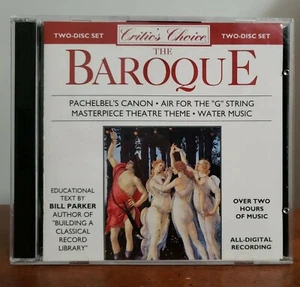 TWO-DISC SET
Critic's Choice
TWO-DISC SET
THE
BAROQUE
PACHELBEL'S CANON • AIR FOR THE "G" STRING
MASTERPIECE THEATRE THEME • WATER MUSIC
EDUCATIONAL
TEXT BY
BILL PARKER
AUTHOR OF
"BUILDING A
CLASSICAL
RECORD
LIBRARY"
OVER TWO
HOURS
OF MUSIC
ALL-DIGITAL
RECORDING